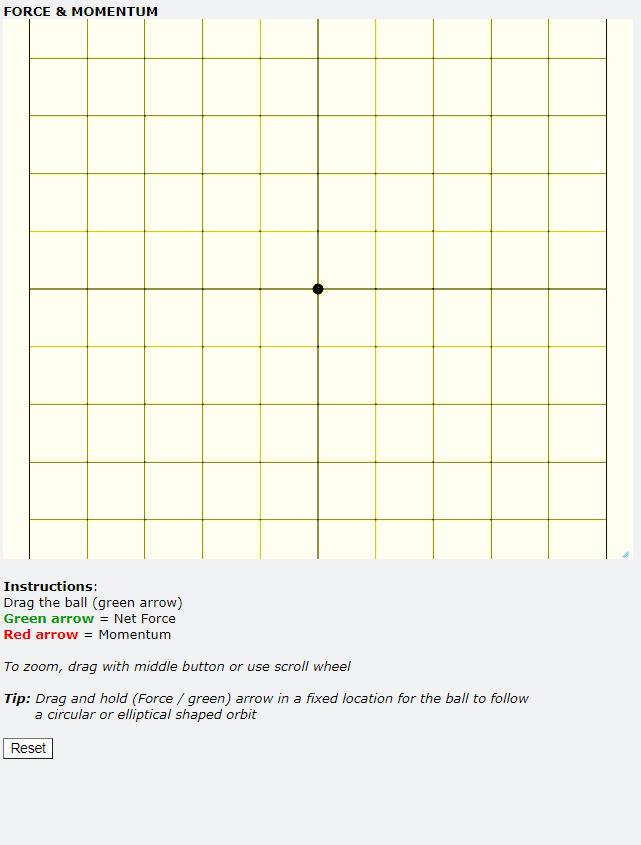 FORCE & MOMENTUM
Instructions:
Drag the ball (green arrow)
Green arrow = Net Force
Red arrow = Momentum
To zoom, drag with middle button or use scroll wheel
Tip: Drag and hold (Force / green) arrow in a fixed location for the ball to follow
a circular or elliptical shaped orbit
Reset